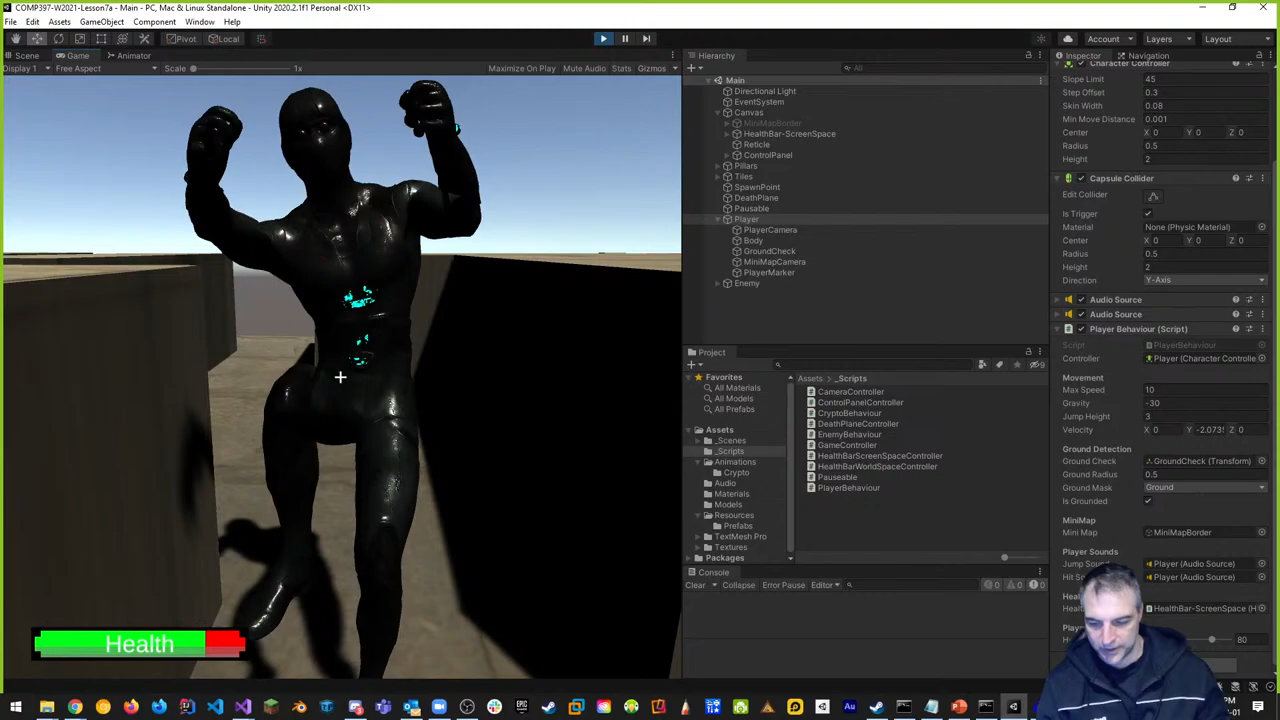 COMP397-W2021-Lesson7a - Main - PC, Mac & Linux Standalone - Unity 2020.2.1f1 Personal <DX11>
File Edit Assets GameObject Component Window Help
Pivot Local
Account Layers Layout
Scene Game Animator
Display 1 Free Aspect Scale 1x Maximize On Play Mute Audio Stats Gizmos
Health
Hierarchy
All
Main
Directional Light
EventSystem
Canvas
MiniMapBorder
HealthBar-ScreenSpace
Reticle
ControlPanel
Pillars
Tiles
SpawnPoint
DeathPlane
Pausable
Player
PlayerCamera
Body
GroundCheck
MiniMapCamera
PlayerMarker
Enemy
Project
9
Favorites
All Materials
All Models
All Prefabs
Assets
_Scenes
_Scripts
Animations
Crypto
Audio
Materials
Models
Resources
Prefabs
TextMesh Pro
Textures
Packages
Assets > _Scripts
CameraController
ControlPanelController
CryptoBehaviour
DeathPlaneController
EnemyBehaviour
GameController
HealthBarScreenSpaceController
HealthBarWorldSpaceController
Pauseable
PlayerBehaviour
Console
Clear Collapse Error Pause Editor 0 0 0
Inspector Navigation
Character Controller
Slope Limit 45
Step Offset 0.3
Skin Width 0.08
Min Move Distance 0.001
Center X 0 Y 0 Z 0
Radius 0.5
Height 2
Capsule Collider
Edit Collider
Is Trigger
Material None (Physic Material)
Center X 0 Y 0 Z 0
Radius 0.5
Height 2
Direction Y-Axis
Audio Source
Audio Source
Player Behaviour (Script)
Script PlayerBehaviour
Controller Player (Character Controlle
Movement
Max Speed 10
Gravity -30
Jump Height 3
Velocity X 0 Y -2.073 Z 0
Ground Detection
Ground Check GroundCheck (Transform)
Ground Radius 0.5
Ground Mask Ground
Is Grounded
MiniMap
Mini Map MiniMapBorder
Player Sounds
Jump Sound Player (Audio Source)
Hit S Player (Audio Source)
HealthBar-ScreenSpace (H
80